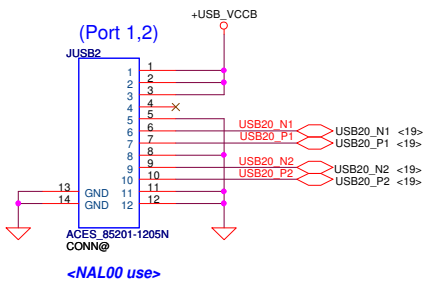 +USB_VCCB
(Port 1,2)
JUSB2
1 1
2 2
3 3
4 4
5 5
6 6 USB20_N1 USB20_N1 <19>
7 7 USB20_P1 USB20_P1 <19>
8 8
9 9 USB20_N2 USB20_N2 <19>
10 10 USB20_P2 USB20_P2 <19>
13 GND 11 11
14 GND 12 12
ACES_85201-1205N
CONN@
<NAL00 use>